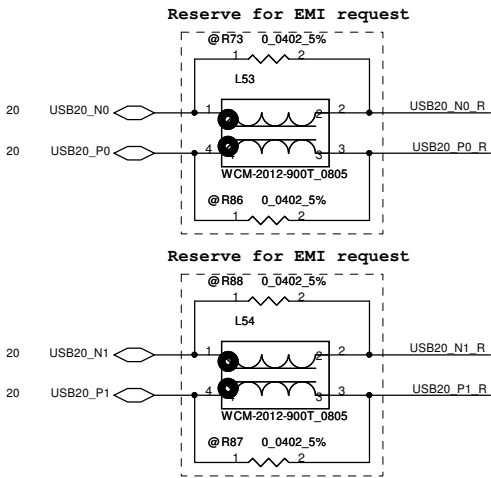 Reserve for EMI request
@R73 0_0402_5%
1 2
L53
20 USB20_N0 1 2 2 USB20_N0_R
20 USB20_P0 4 4 3 3 USB20_P0_R
WCM-2012-900T_0805
@R86 0_0402_5%
1 2
Reserve for EMI request
@R88 0_0402_5%
1 2
L54
20 USB20_N1 1 2 2 USB20_N1_R
20 USB20_P1 4 3 3 USB20_P1_R
WCM-2012-900T_0805
@R87 0_0402_5%
1 2